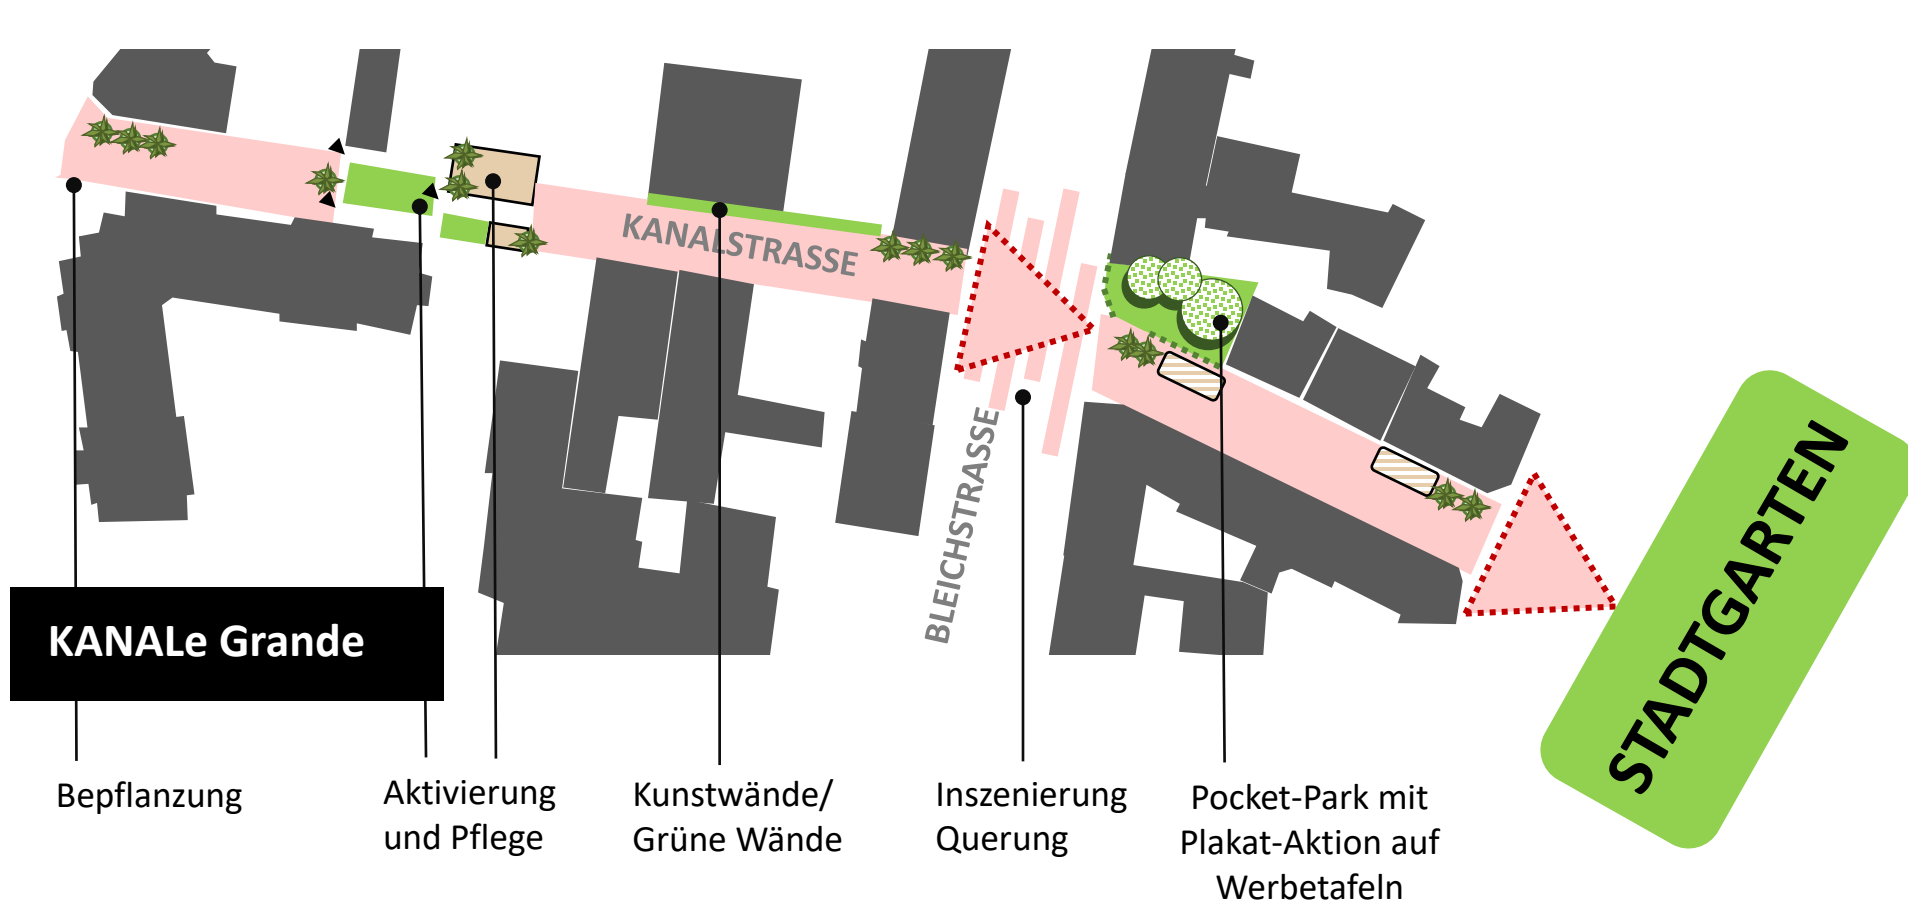 KANALSTRASSE
BLEICHSTRASSE
STADTGARTEN
KANALe Grande
Bepflanzung
Aktivierung
und Pflege
Kunstwände/
Grüne Wände
Inszenierung
Querung
Pocket-Park mit
Plakat-Aktion auf
Werbetafeln